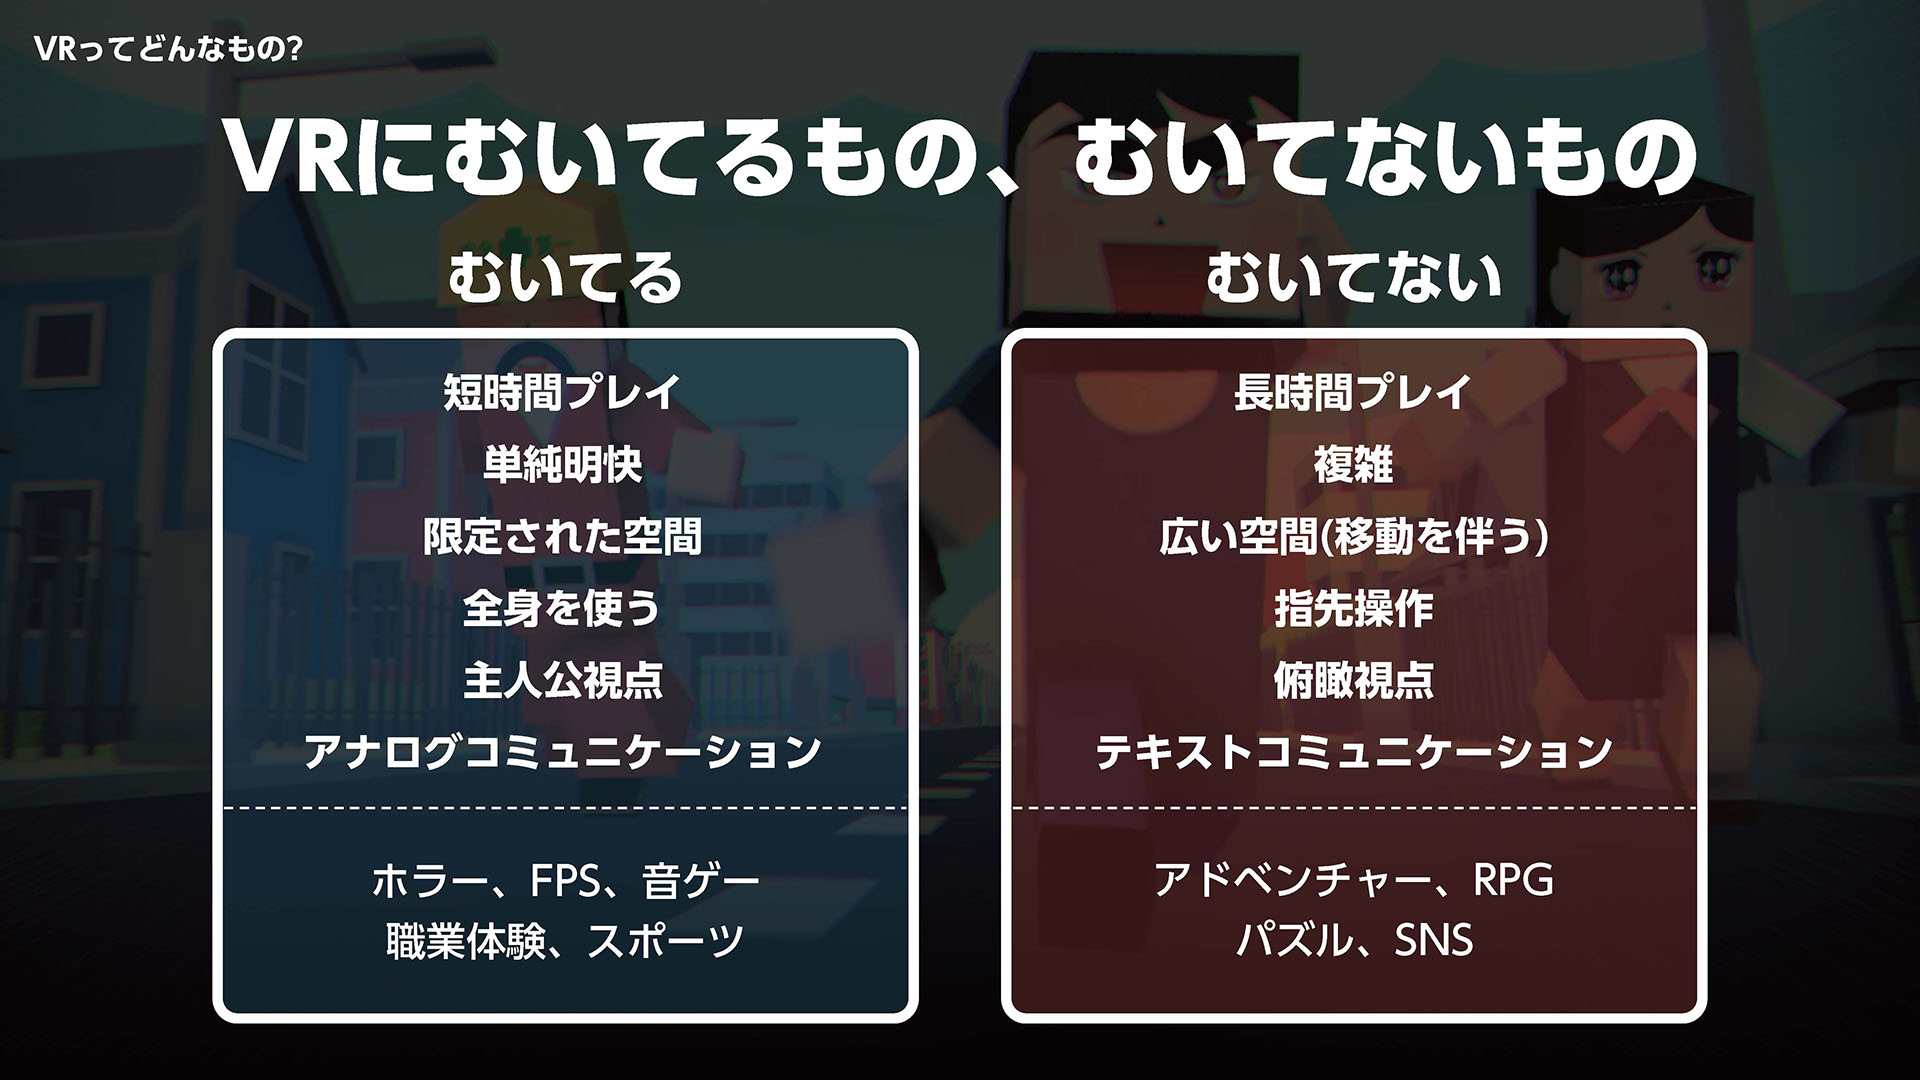 VRってどんなもの?
VRにむいてるもの、むいてないもの
むいてる
短時間プレイ
単純明快
限定された空間
全身を使う
主人公視点
アナログコミュニケーション
ホラー、FPS、音ゲー
職業体験、スポーツ
むいてない
長時間プレイ
複雑
広い空間(移動を伴う)
指先操作
俯瞰視点
テキストコミュニケーション
アドベンチャー、RPG
パズル、SNS